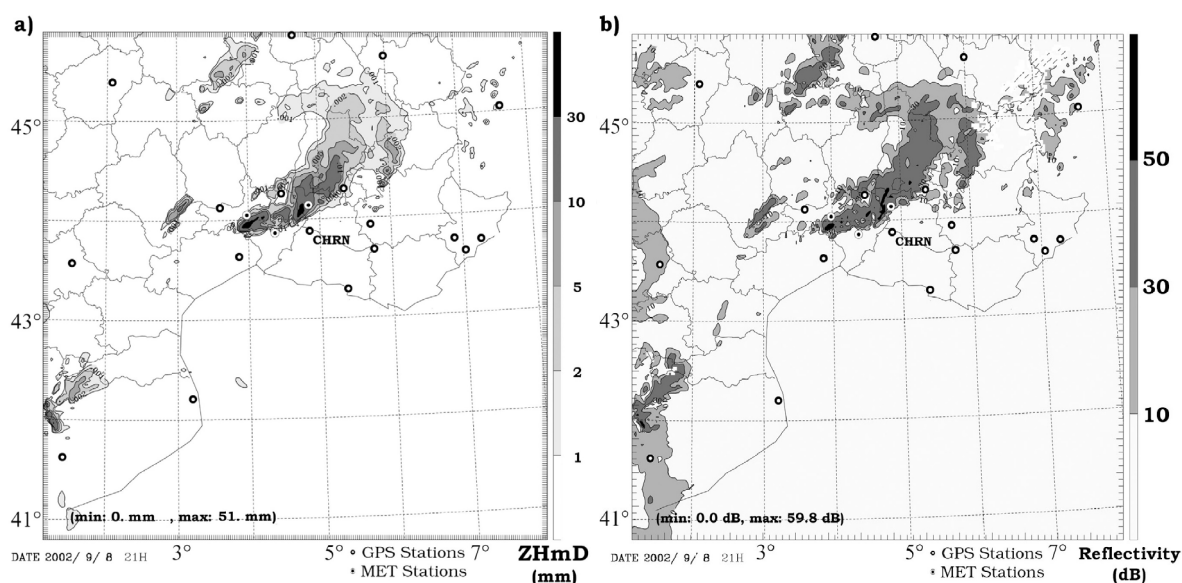 a)
30
10
5
2
1
45°
43°
41°
CHRN
(min: 0. mm , max: 51. mm)
3°
5°
7°
DATE 2002/ 9/ 8 21H
GPS Stations
MET Stations
ZHmD
(mm)
b)
50
30
10
45°
43°
41°
CHRN
(min: 0.0 dB, max: 59.8 dB)
3°
5°
7°
DATE 2002/ 9/ 8 21H
GPS Stations
MET Stations
Reflectivity
(dB)